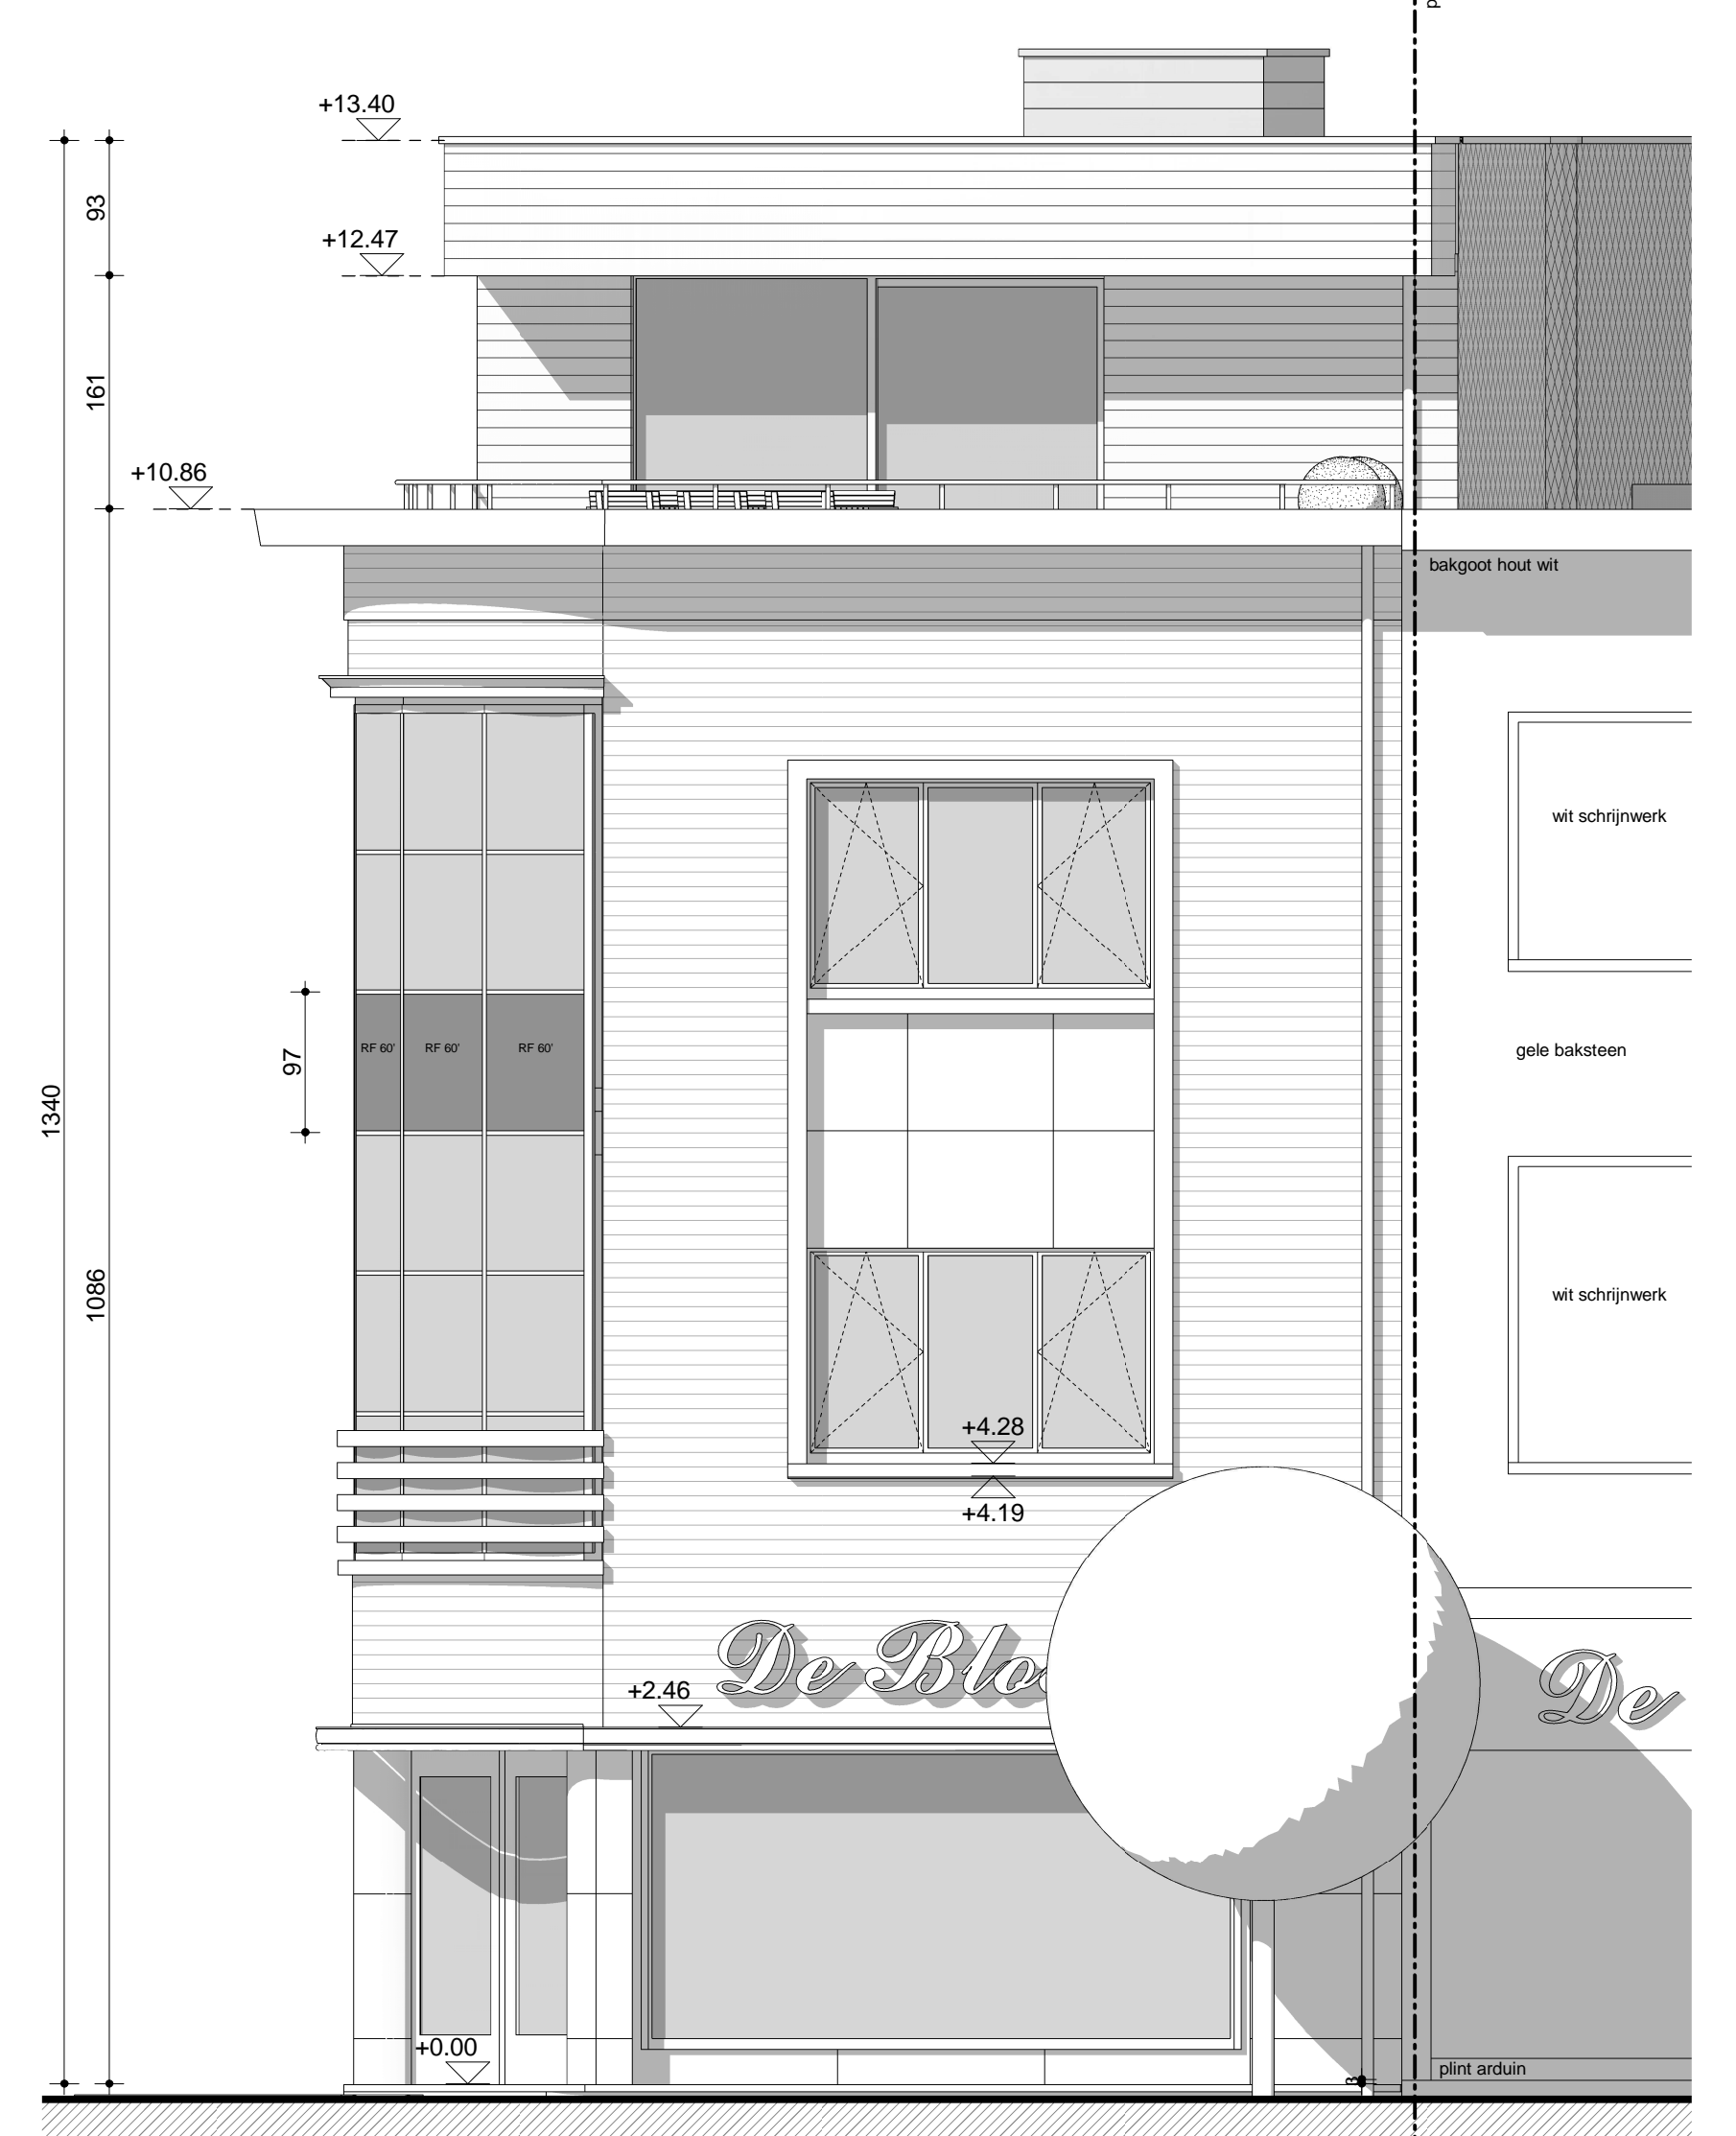 +13.40
93
+12.47
161
+10.86
bakgoot hout wit
wit schrijnwerk
RF 60' RF 60' RF 60'
gele baksteen
97
1340
1086
wit schrijnwerk
+4.28
+4.19
De
De
+2.46
+0.00
plint arduin
3